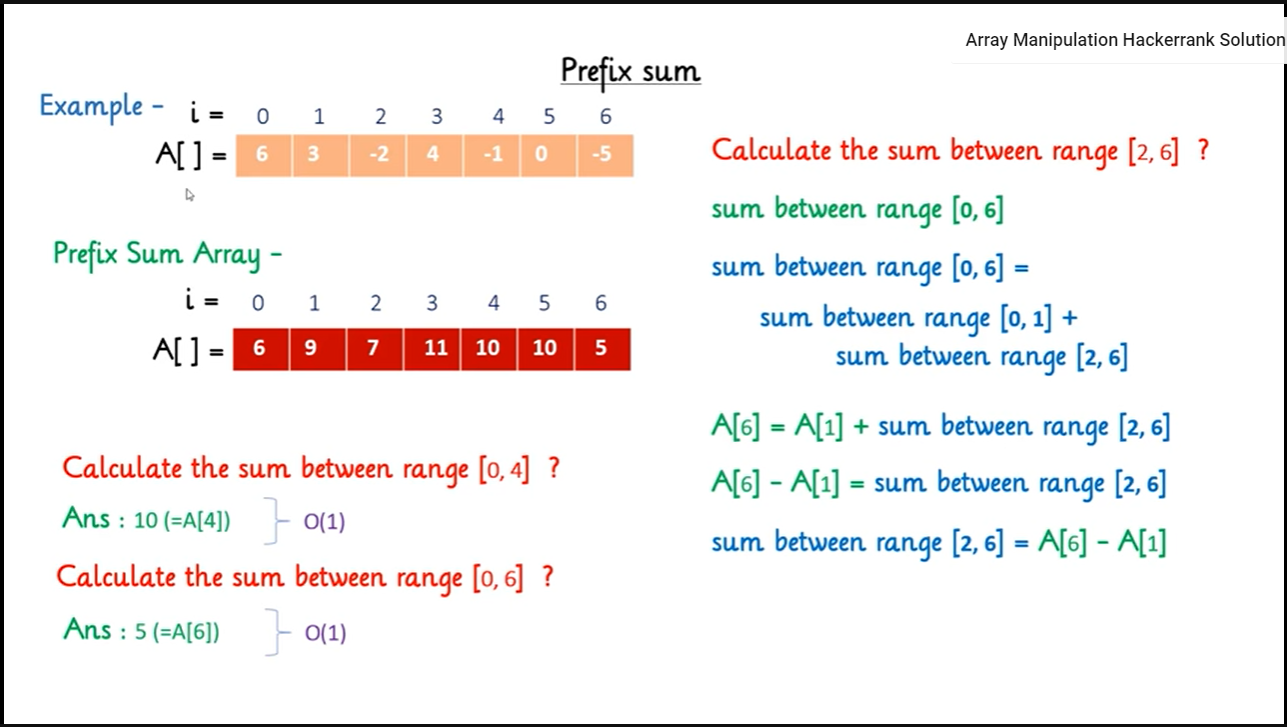 Array Manipulation Hackerrank Solution
Prefix sum
Example - i = 0 1 2 3 4 5 6
A[ ] = 6 3 -2 4 -1 0 -5
Prefix Sum Array -
i = 0 1 2 3 4 5 6
A[ ] = 6 9 7 11 10 10 5
Calculate the sum between range [0, 4] ?
Ans : 10 (=A[4]) O(1)
Calculate the sum between range [0, 6] ?
Ans : 5 (=A[6]) O(1)
Calculate the sum between range [2, 6] ?
sum between range [0, 6]
sum between range [0, 6] =
sum between range [0, 1] +
sum between range [2, 6]
A[6] = A[1] + sum between range [2, 6]
A[6] - A[1] = sum between range [2, 6]
sum between range [2, 6] = A[6] - A[1]